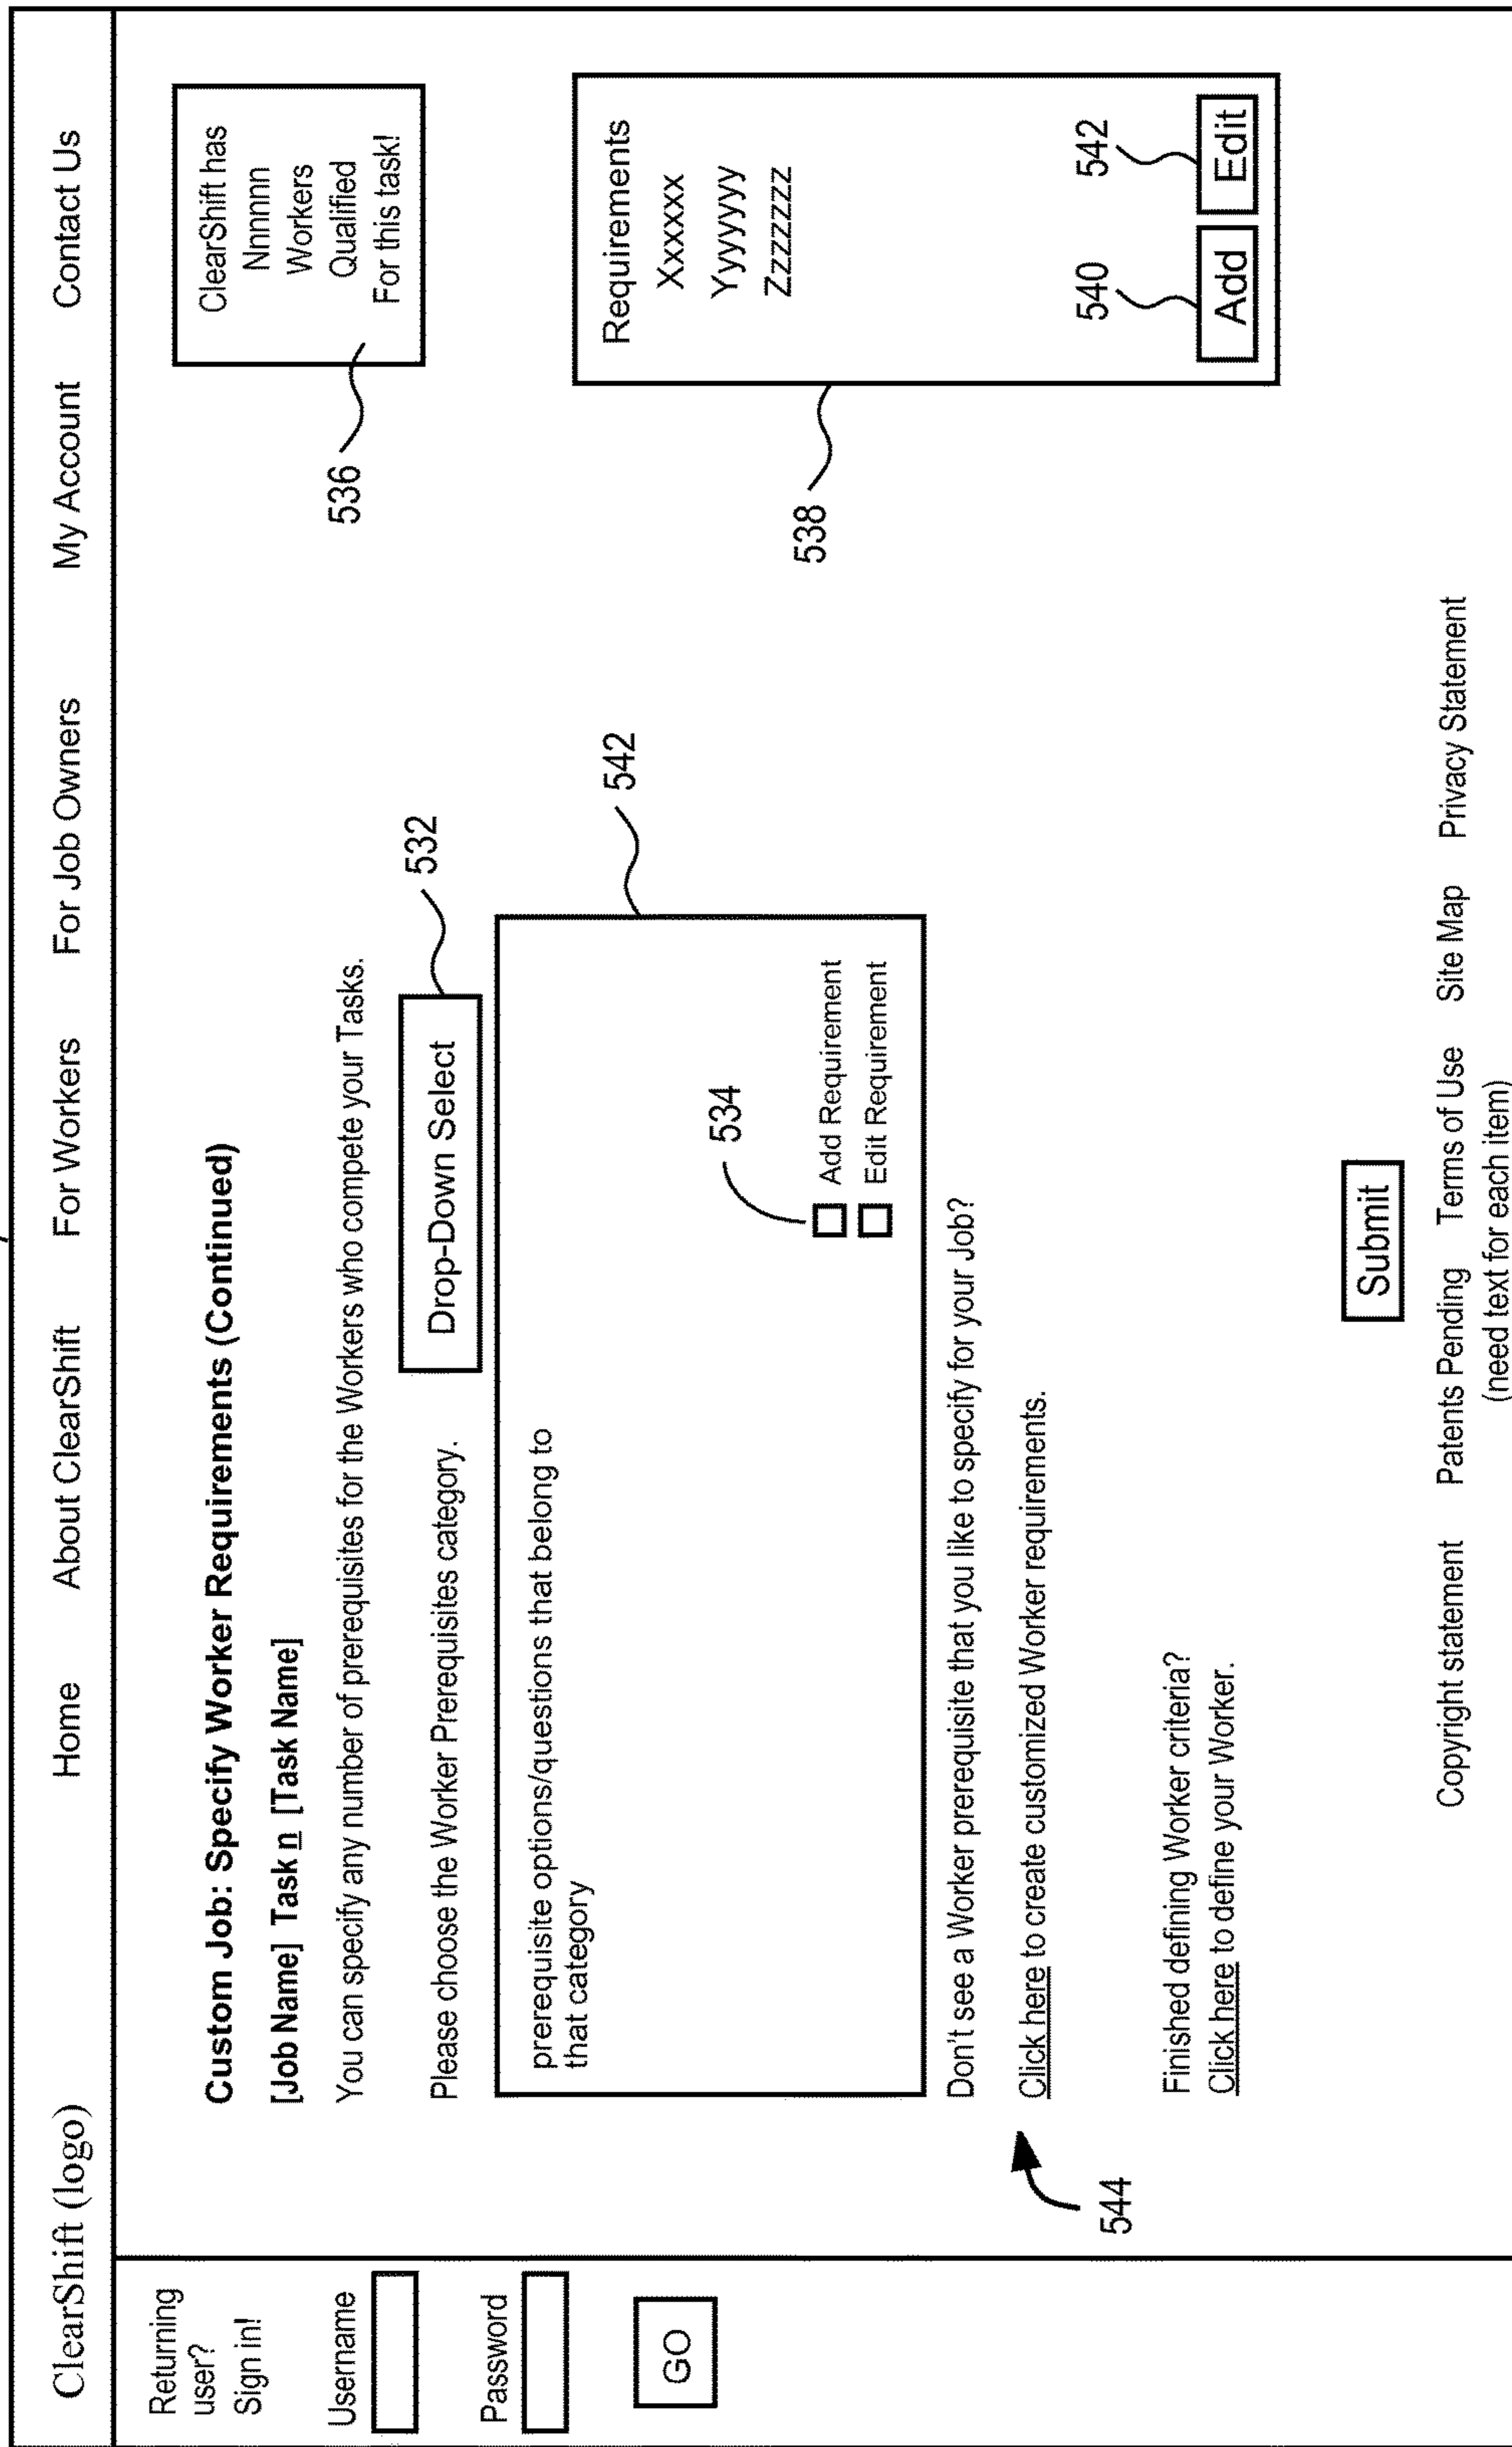 ClearShift (logo) Home About ClearShift For Workers For Job Owners My Account Contact Us
Returning
user?
Sign in!
Username
Password
GO
Custom Job: Specify Worker Requirements (Continued)
[Job Name] Task n [Task Name]
You can specify any number of prerequisites for the Workers who compete your Tasks.
Please choose the Worker Prerequisites category.
Drop-Down Select
532
prerequisite options/questions that belong to
that category
542
534
Add Requirement
Edit Requirement
Don't see a Worker prerequisite that you like to specify for your Job?
Click here to create customized Worker requirements.
544
Finished defining Worker criteria?
Click here to define your Worker.
ClearShift has
Nnnnnn
Workers
Qualified
For this task!
536
Requirements
Xxxxxx
Yyyyyyy
Zzzzzzz
538
540
542
Add
Edit
Submit
Copyright statement Patents Pending Terms of Use Site Map Privacy Statement
(need text for each item)